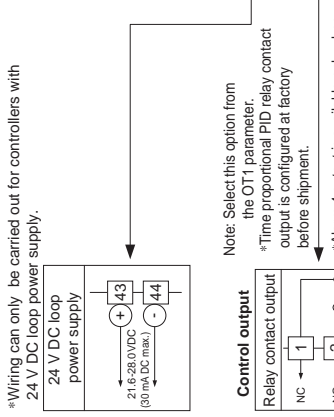 *Wiring can only be carried out for controllers with
24 V DC loop power supply.
24 V DC loop
power supply
+ 43
21.6-28.0VDC
(30 mA DC max.)
- 44
Note: Select this option from
the OT1 parameter.
*Time proportional PID relay contact
output is configured at factory
before shipment.
Control output
Relay contact output
NC
1